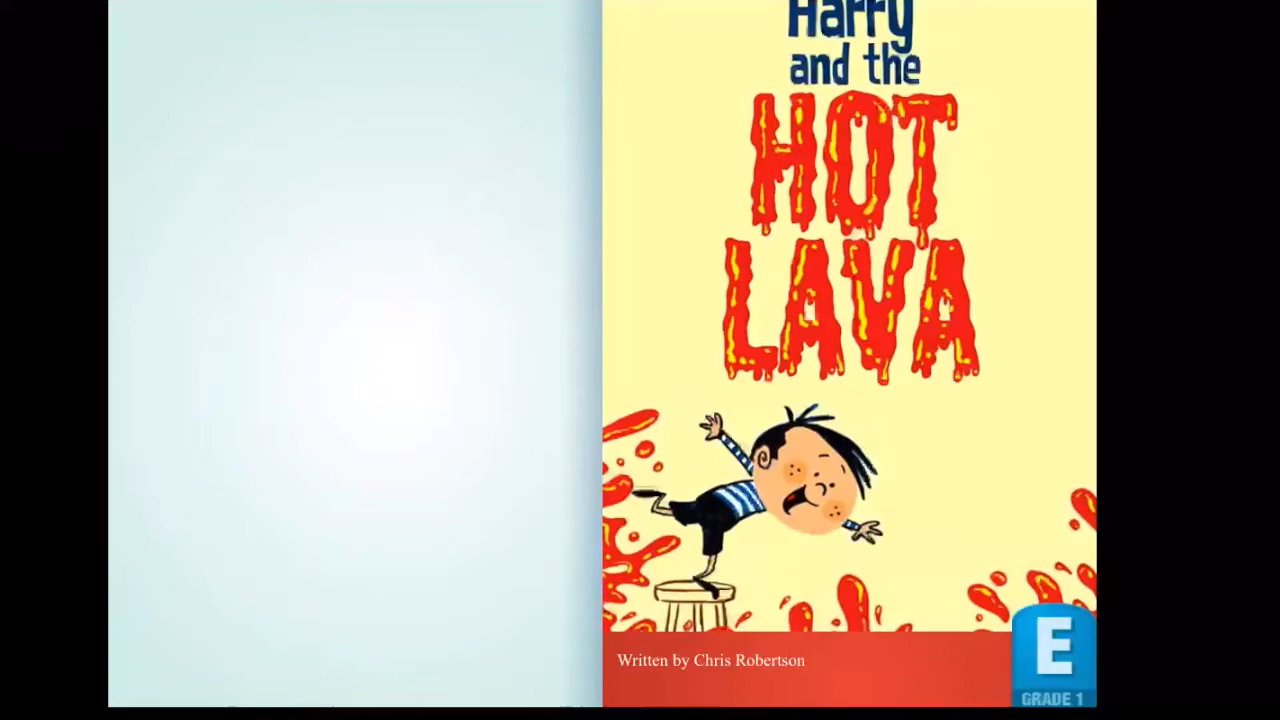 Harry
and the
HOT
LAVA
Written by Chris Robertson
E
GRADE 1